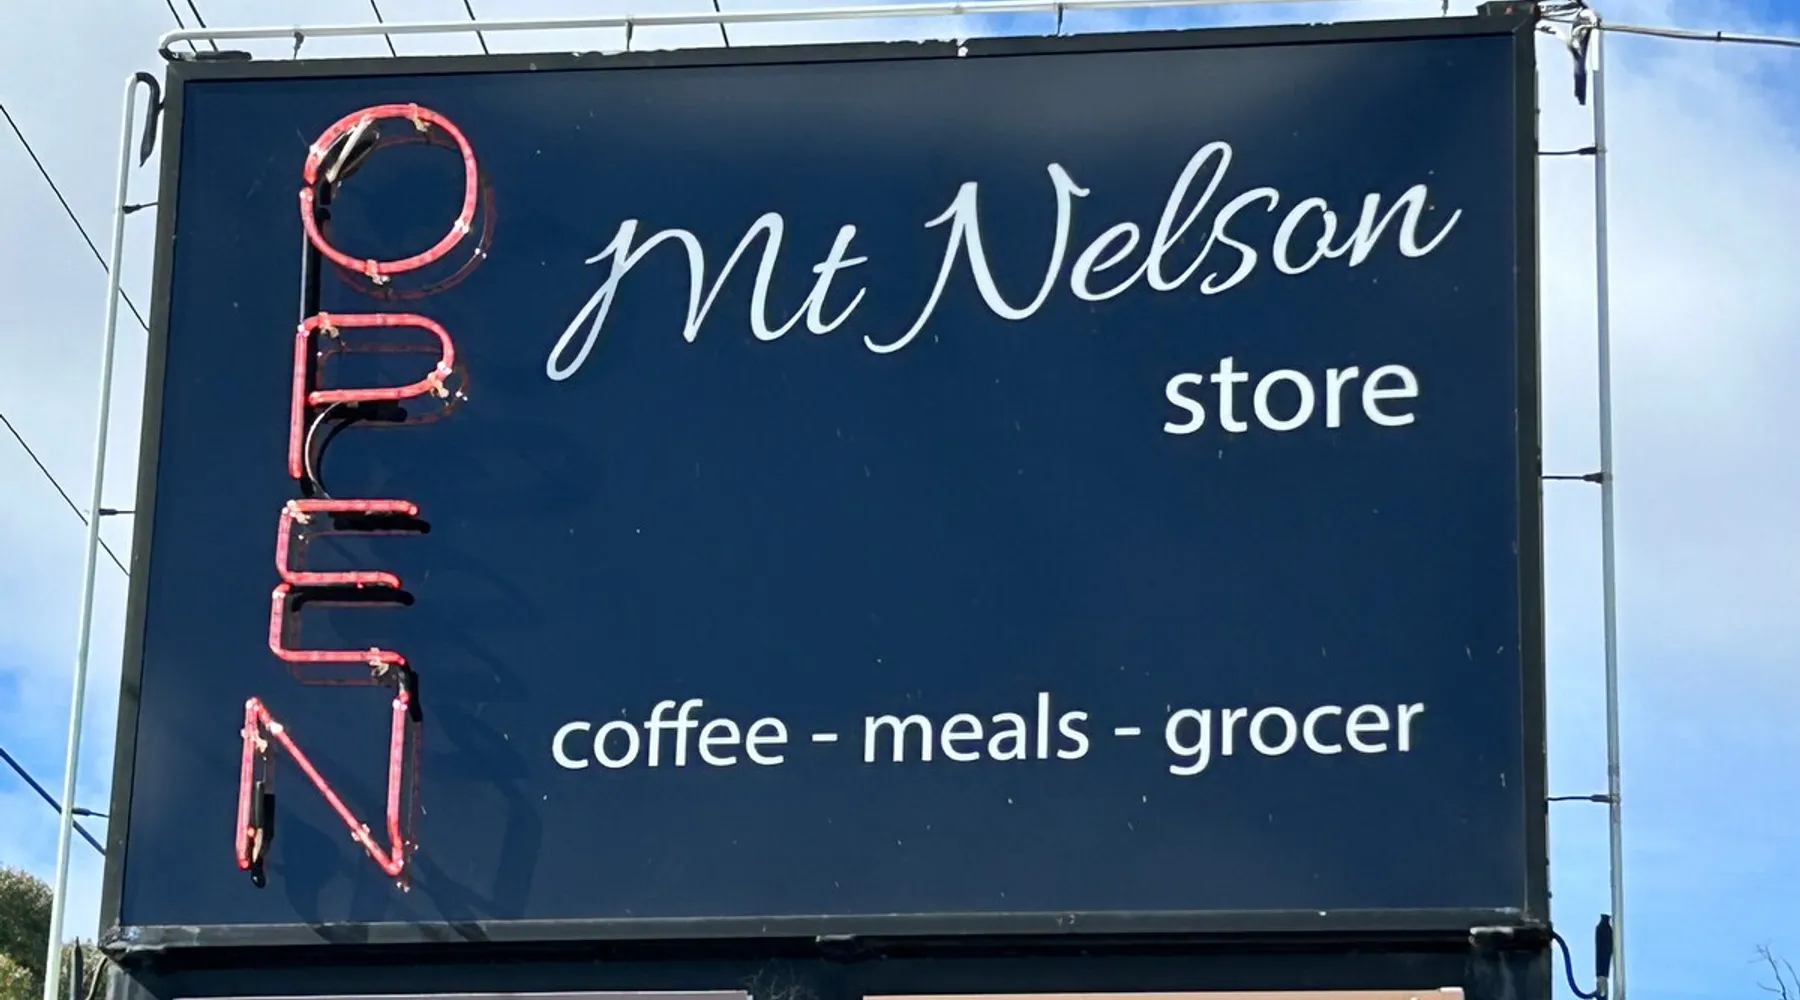 OPEN
Mt Nelson
store
coffee - meals - grocer